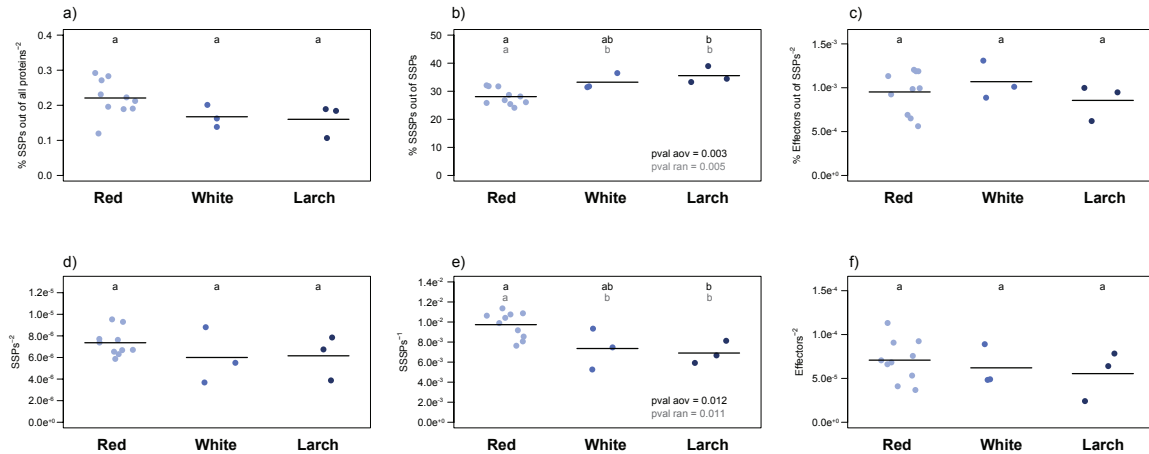 a)
% SSPs out of all proteins⁻²
0.4
0.3
0.2
0.1
0.0
a a a
Red White Larch
b)
% SSSPs out of SSPs
50
40
30
20
10
0
a ab b
a b b
pval aov = 0.003
pval ran = 0.005
Red White Larch
c)
% Effectors out of SSPs⁻²
1.5e⁻³
1.0e⁻³
5.0e⁻⁴
0.0e⁺⁰
a a a
Red White Larch
d)
SSPs⁻²
1.2e⁻⁵
1.0e⁻⁵
8.0e⁻⁶
6.0e⁻⁶
4.0e⁻⁶
2.0e⁻⁶
0.0e⁺⁰
a a a
Red White Larch
e)
SSSPs⁻¹
1.4e⁻²
1.2e⁻²
1.0e⁻²
8.0e⁻³
6.0e⁻³
4.0e⁻³
2.0e⁻³
0.0e⁺⁰
a ab b
a b b
pval aov = 0.012
pval ran = 0.011
Red White Larch
f)
Effectors⁻²
1.5e⁻⁴
1.0e⁻⁴
5.0e⁻⁵
0.0e⁺⁰
a a a
Red White Larch